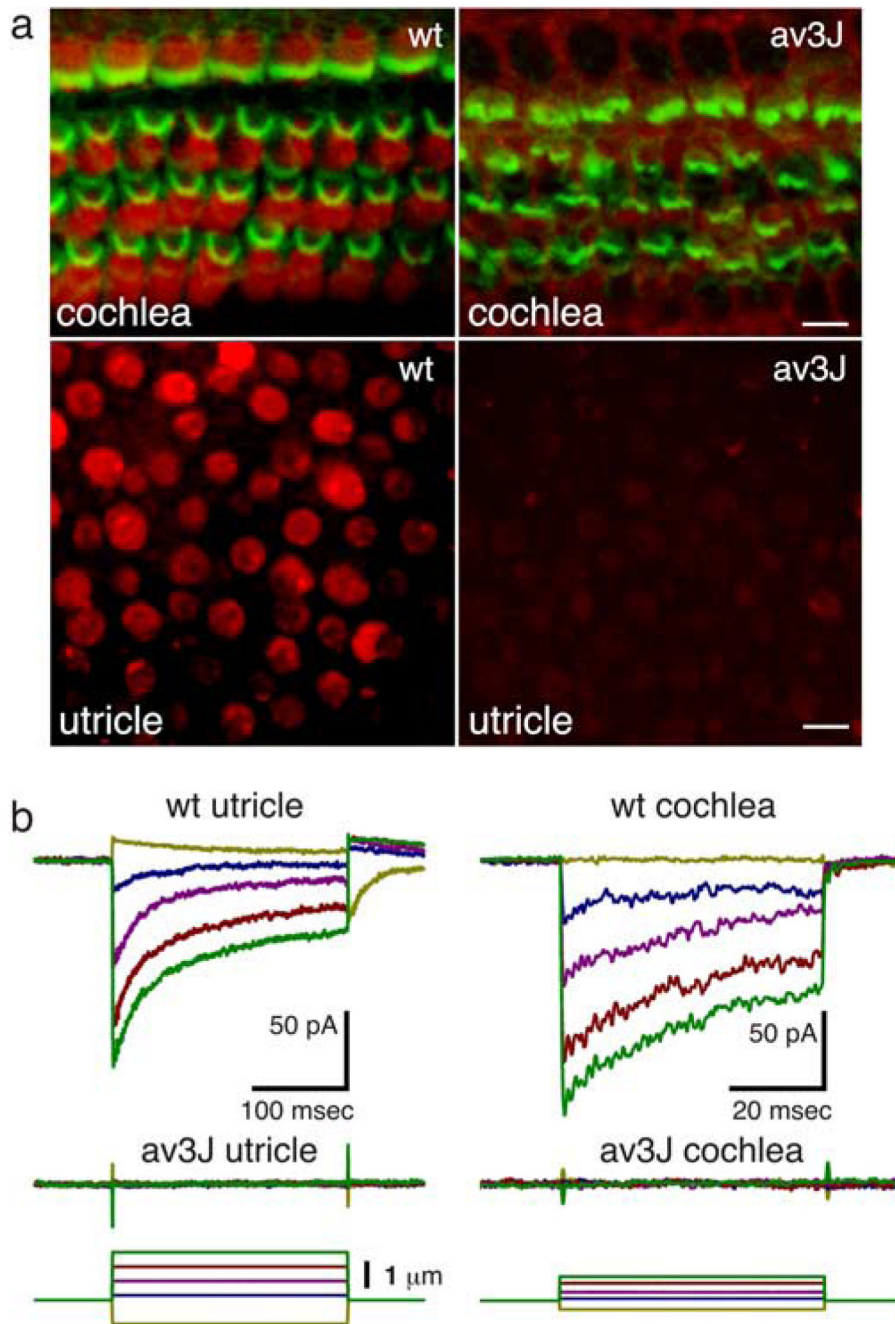 a
wt
av3J
cochlea
cochlea
wt
av3J
utricle
utricle
b
wt utricle
wt cochlea
50 pA
100 msec
50 pA
20 msec
av3J utricle
av3J cochlea
1 μm